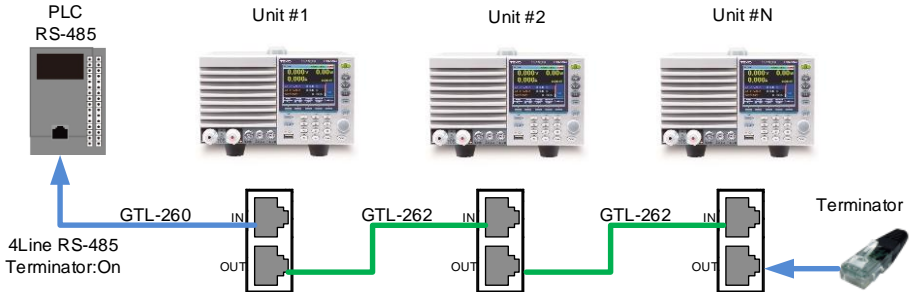 PLC
RS-485
Unit #1
Unit #2
Unit #N
GTL-260
IN
GTL-262
IN
GTL-262
IN
Terminator
4Line RS-485
Terminator:On
OUT
OUT
OUT